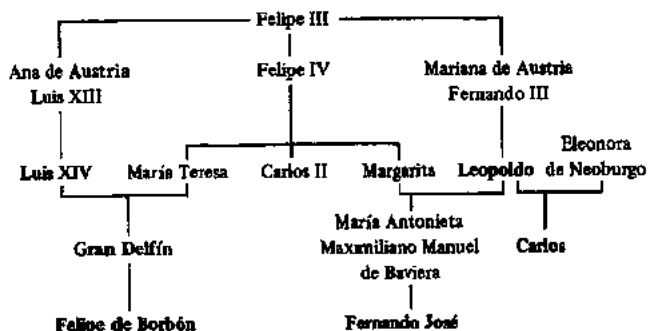 Felipe III
Ana de Austria Felipe IV Mariana de Austria
Luis XIII Fernando III
Eleonora
Luis XIV María Teresa Carlos II Margarita Leopoldo de Neoburgo
María Antonieta
Gran Delfín Maxımiliano Manuel Carlos
de Baviera
Felipe de Borbón Fernando José